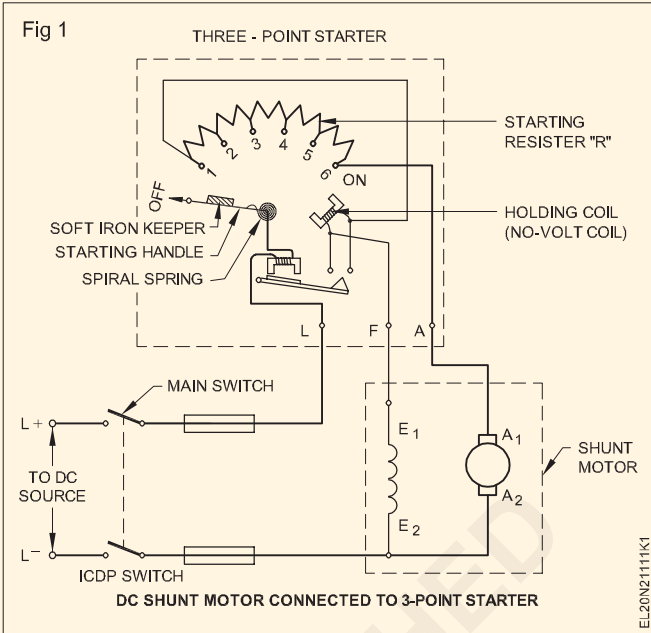 Fig 1
THREE - POINT STARTER
STARTING
RESISTER "R"
1
2
3
4
5
6
ON
OFF
HOLDING COIL
(NO-VOLT COIL)
SOFT IRON KEEPER
STARTING HANDLE
SPIRAL SPRING
L
F
A
MAIN SWITCH
L+
TO DC
SOURCE
L-
ICDP SWITCH
E1
E2
A1
A2
SHUNT
MOTOR
DC SHUNT MOTOR CONNECTED TO 3-POINT STARTER
EL20N21111K1